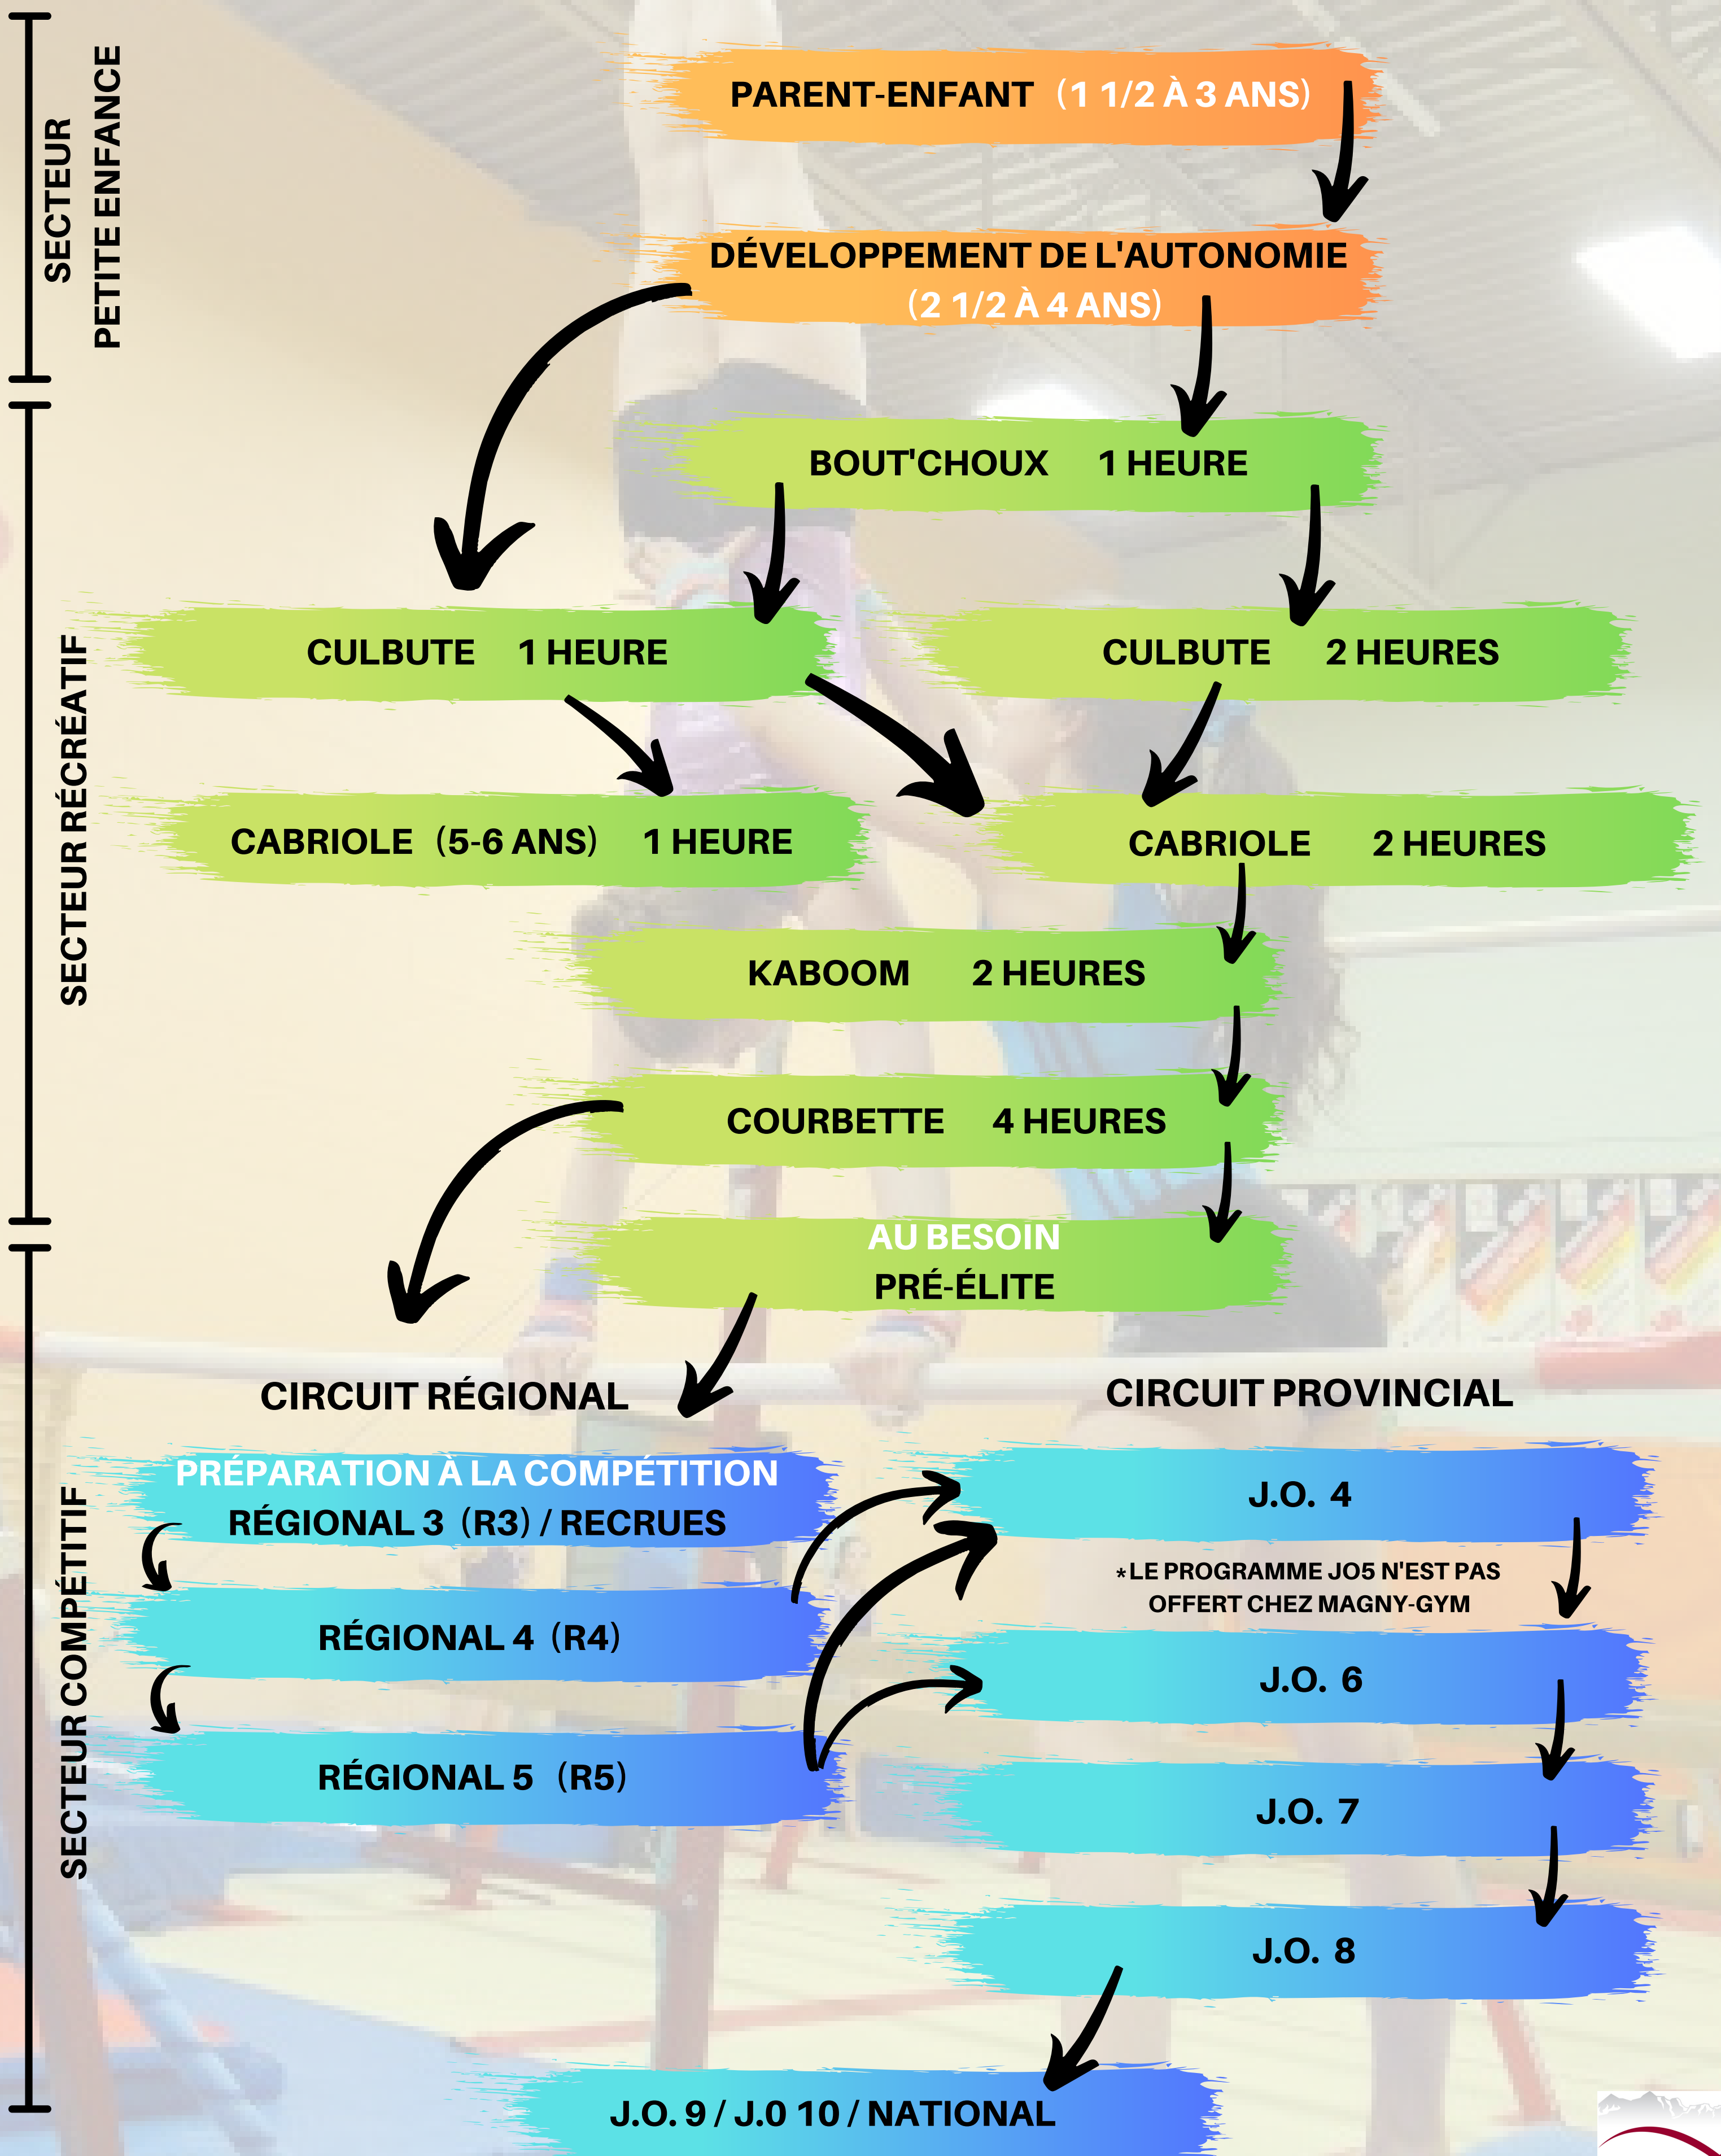 SECTEUR
PETITE ENFANCE
PARENT-ENFANT (1 1/2 À 3 ANS)
DÉVELOPPEMENT DE L'AUTONOMIE
(2 1/2 À 4 ANS)
SECTEUR RÉCRÉATIF
BOUT'CHOUX 1 HEURE
CULBUTE 1 HEURE
CULBUTE 2 HEURES
CABRIOLE (5-6 ANS) 1 HEURE
CABRIOLE 2 HEURES
KABOOM 2 HEURES
COURBETTE 4 HEURES
AU BESOIN
PRÉ-ÉLITE
SECTEUR COMPÉTITIF
CIRCUIT RÉGIONAL
PRÉPARATION À LA COMPÉTITION
RÉGIONAL 3 (R3) / RECRUES
RÉGIONAL 4 (R4)
RÉGIONAL 5 (R5)
CIRCUIT PROVINCIAL
J.O. 4
*LE PROGRAMME JO5 N'EST PAS
OFFERT CHEZ MAGNY-GYM
J.O. 6
J.O. 7
J.O. 8
J.O. 9 / J.0 10 / NATIONAL